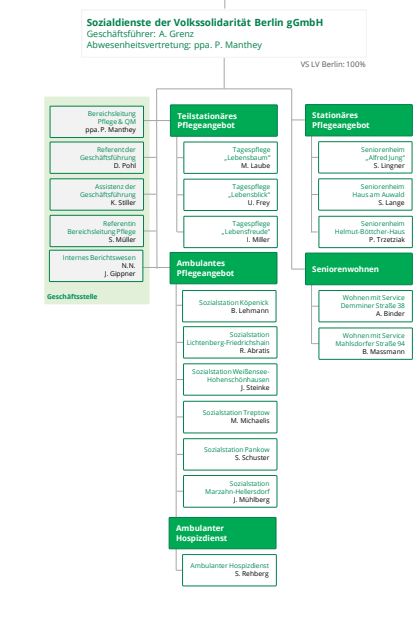 Sozialdienste der Volkssolidarität Berlin gGmbH
Geschäftsführer: A. Grenz
Abwesenheitsvertretung: ppa. P. Manthey
VS LV Berlin: 100%
Bereichsleitung
Pflege & QM
ppa. P. Manthey
Referent der
Geschäftsführung
D. Pohl
Assistenz der
Geschäftsführung
K. Stiller
Referentin
Bereichsleitung Pflege
S. Müller
Internes Berichtswesen
N.N.
J. Gippner
Geschäftsstelle
Teilstationäres
Pflegeangebot
Tagespflege
„Lebensbaum“
M. Laube
Tagespflege
„Lebensblick“
U. Frey
Tagespflege
„Lebensfreude“
I. Miller
Ambulantes
Pflegeangebot
Sozialstation Köpenick
B. Lehmann
Sozialstation
Lichtenberg-Friedrichshain
R. Abratis
Sozialstation Weißensee-
Hohenschönhausen
J. Steinke
Sozialstation Treptow
M. Michaelis
Sozialstation Pankow
S. Schuster
Sozialstation
Marzahn-Hellersdorf
J. Mühlberg
Ambulanter
Hospizdienst
Ambulanter Hospizdienst
S. Rehberg
Stationäres
Pflegeangebot
Seniorenheim
„Alfred Jung“
S. Lingner
Seniorenheim
Haus am Auwald
S. Lange
Seniorenheim
Helmut-Böttcher-Haus
P. Trzetziak
Seniorenwohnen
Wohnen mit Service
Demminer Straße 38
A. Binder
Wohnen mit Service
Mahlsdorfer Straße 94
B. Massmann